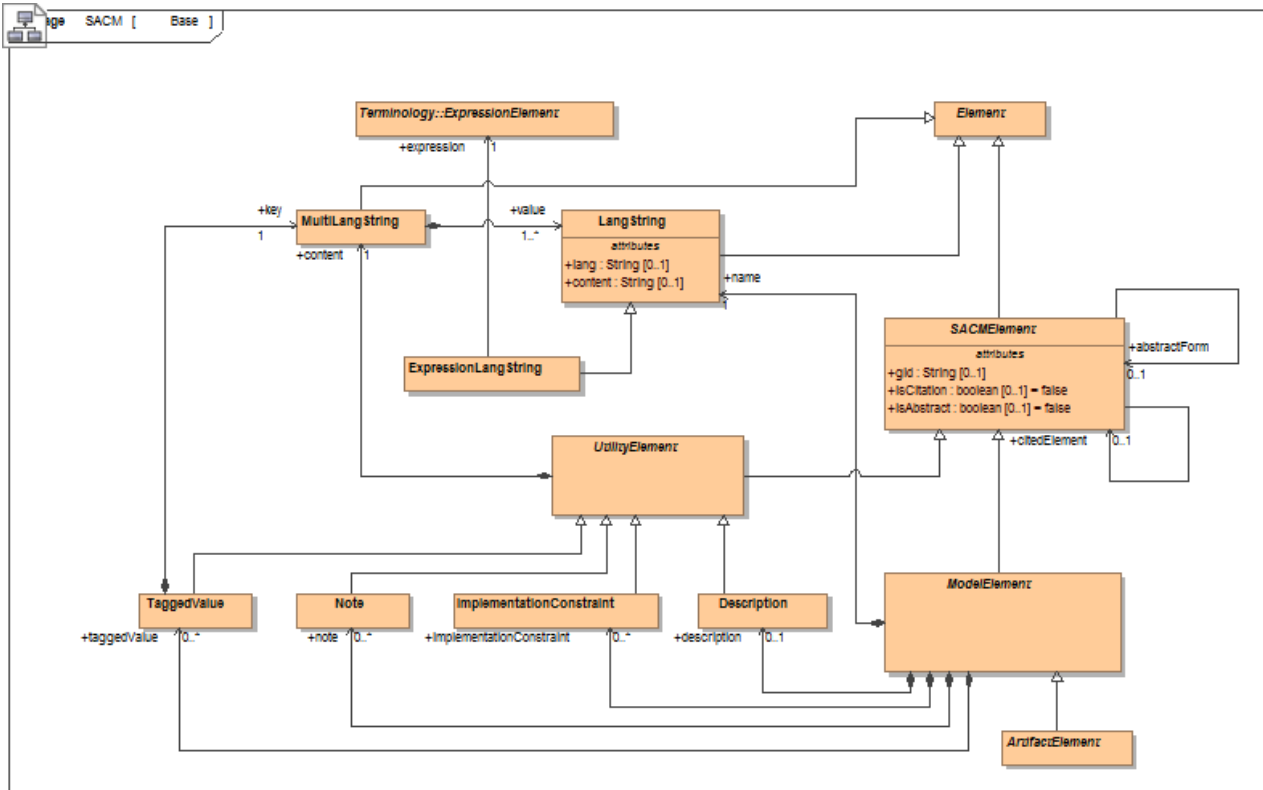 age SACM [ Base ]
Terminology::ExpressionElement
Element
+expression 1
+key
1
MultiLangString
+content 1
+value
1..*
LangString
attributes
+lang : String [0..1]
+content : String [0..1]
+name
1
SACMElement
attributes
+gid : String [0..1]
+isCitation : boolean [0..1] = false
+isAbstract : boolean [0..1] = false
+abstractForm
0..1
+citedElement 0..1
ExpressionLangString
UtilityElement
TaggedValue
+taggedValue 0..*
Note
+note 0..*
ImplementationConstraint
+implementationConstraint 0..*
Description
+description 0..1
ModelElement
ArtifactElement